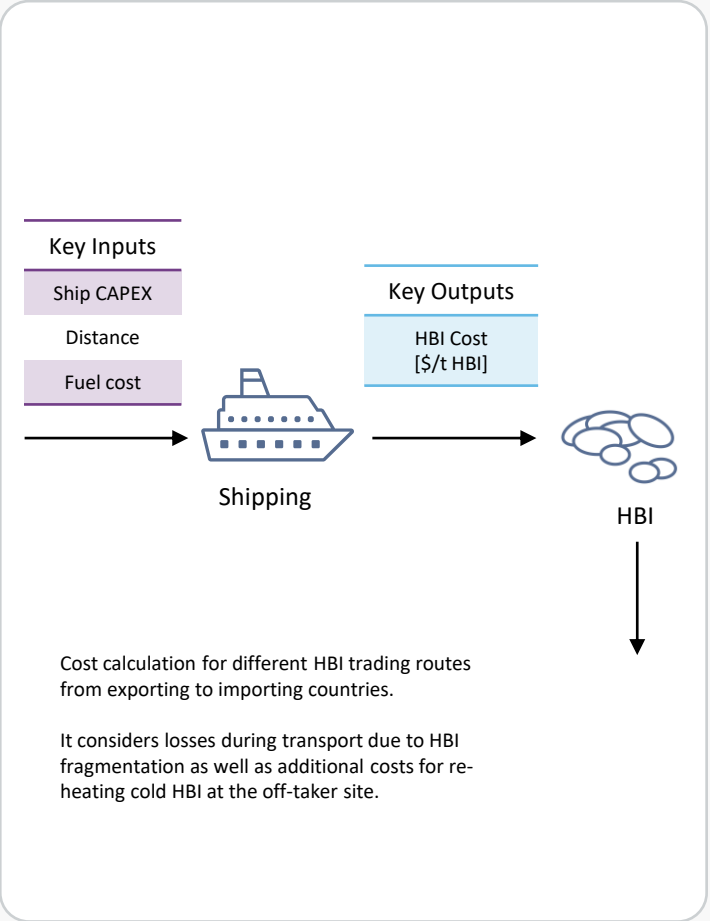 Key Inputs
Ship CAPEX
Distance
Fuel cost
Key Outputs
HBI Cost
[$/t HBI]
Shipping
HBI
Cost calculation for different HBI trading routes
from exporting to importing countries.
It considers losses during transport due to HBI
fragmentation as well as additional costs for re-
heating cold HBI at the off-taker site.